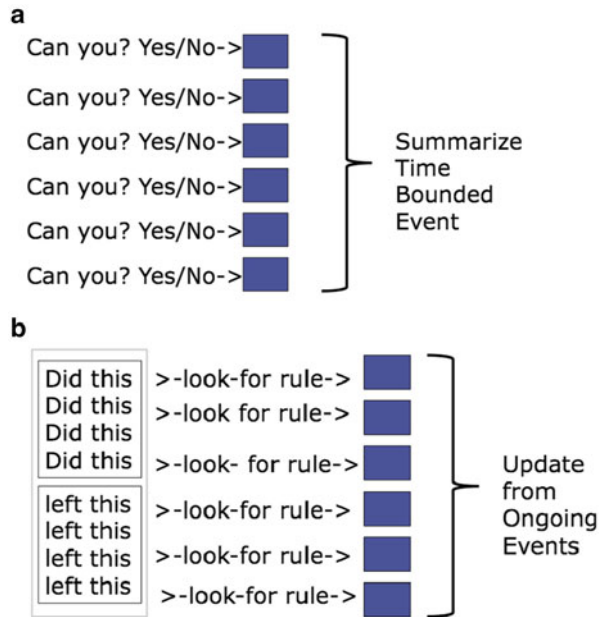 a
Can you? Yes/No->
Can you? Yes/No->
Can you? Yes/No->
Can you? Yes/No->
Can you? Yes/No->
Can you? Yes/No->
Summarize
Time
Bounded
Event
b
Did this
Did this
Did this
Did this
left this
left this
left this
left this
>-look-for rule->
>-look for rule->
>-look- for rule->
>-look-for rule->
>-look-for rule->
>-look-for rule->
Update
from
Ongoing
Events